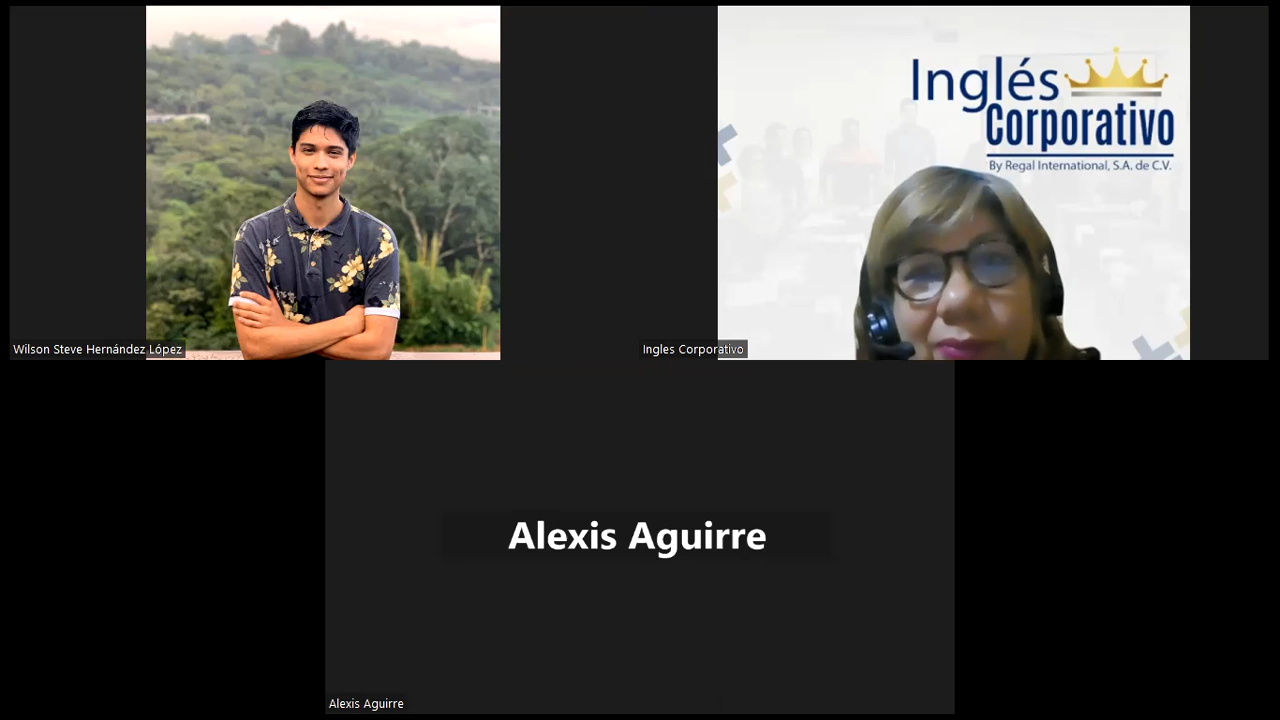 Inglés
Corporativo
By Regal International, S.A. de C.V.
Wilson Steve Hernández López
Ingles Corporativo
Alexis Aguirre
Alexis Aguirre